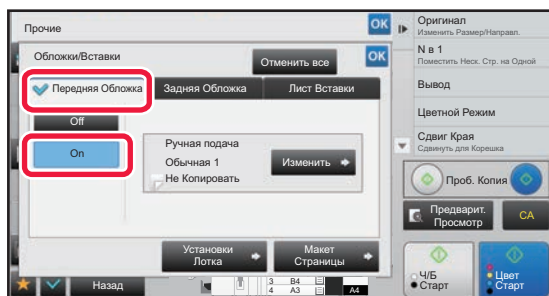 Прочие
OK
Обложки/Вставки
Отменить все
OK
Передняя Обложка
Задняя Обложка
Лист Вставки
Off
On
Ручная подача
Обычная 1
Не Копировать
Изменить
Установки
Лотка
Макет
Страницы
Назад
3 B4
4 A3
A4
Оригинал
Изменить Размер/Направл.
N в 1
Поместить Неск. Стр. на Одной
Вывод
Цветной Режим
Сдвиг Края
Сдвинуть для Корешка
Проб. Копия
Предварит.
Просмотр
CA
Ч/Б
Старт
Цвет
Старт